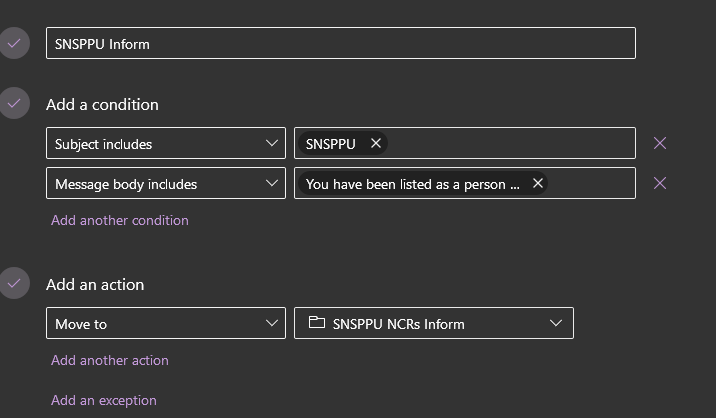 SNSPPU Inform
Add a condition
Subject includes SNSPPU
Message body includes You have been listed as a person ...
Add another condition
Add an action
Move to SNSPPU NCRs Inform
Add another action
Add an exception